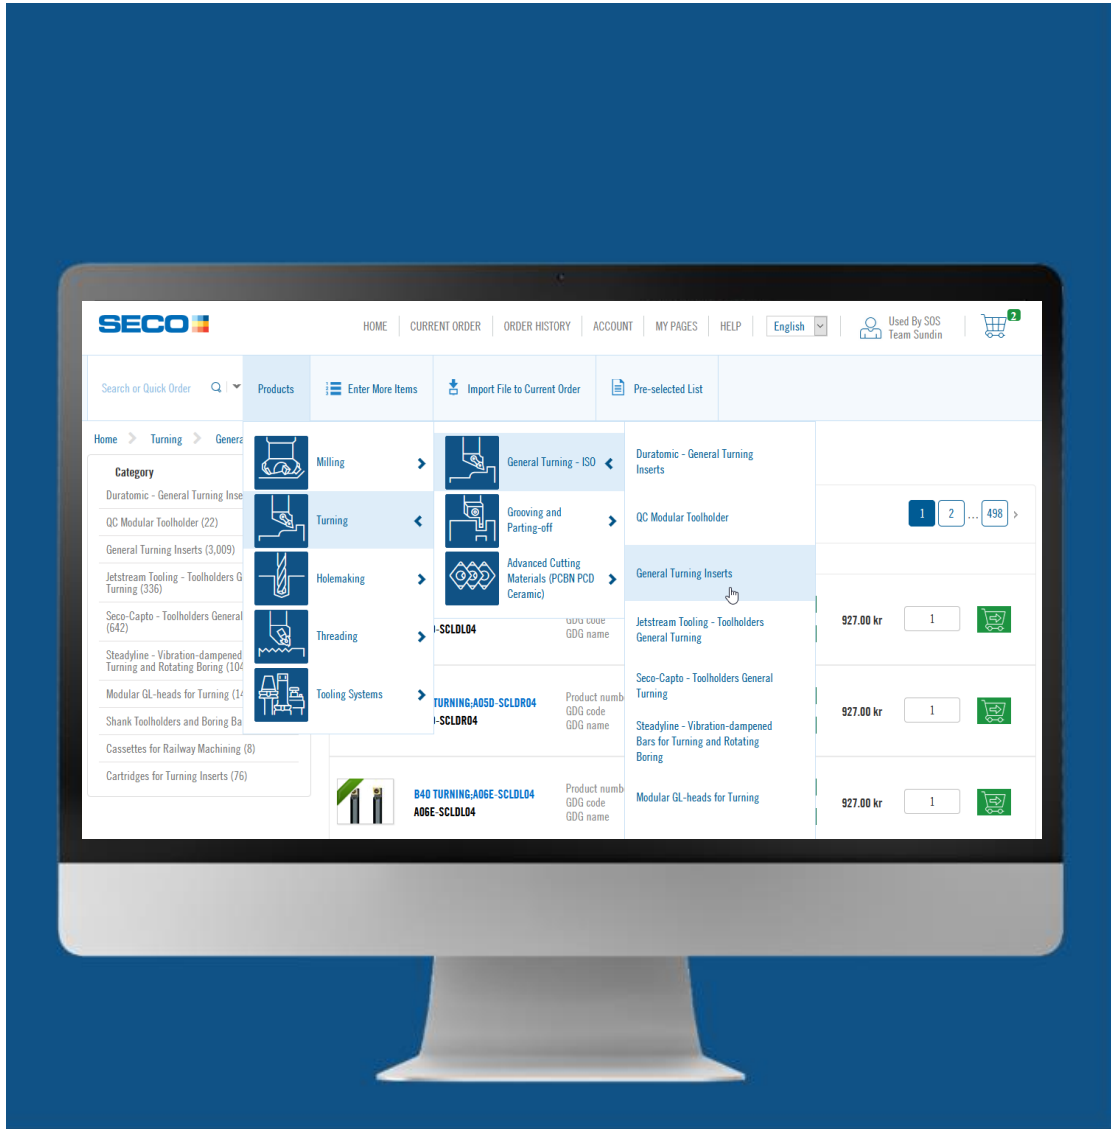 SECO
HOME
CURRENT ORDER
ORDER HISTORY
ACCOUNT
MY PAGES
HELP
English
Used By SOS
Team Sundin
2
Search or Quick Order
Products
Enter More Items
Import File to Current Order
Pre-selected List
Home
Turning
Genera
Category
Duratomic - General Turning Inse
QC Modular Toolholder (22)
General Turning Inserts (3,009)
Jetstream Tooling - Toolholders G
Turning (336)
Seco-Capto - Toolholders General
(642)
Steadyline - Vibration-dampened
Turning and Rotating Boring (104
Modular GL-heads for Turning (14
Shank Toolholders and Boring Ba
Cassettes for Railway Machining (8)
Cartridges for Turning Inserts (76)
Milling
Turning
Holemaking
Threading
Tooling Systems
General Turning - ISO
Grooving and
Parting-off
Advanced Cutting
Materials (PCBN PCD
Ceramic)
Duratomic - General Turning
Inserts
QC Modular Toolholder
General Turning Inserts
Jetstream Tooling - Toolholders
General Turning
Seco-Capto - Toolholders General
Turning
Steadyline - Vibration-dampened
Bars for Turning and Rotating
Boring
Modular GL-heads for Turning
1 2 ... 498 >
-SCLDL04
GDG code
GDG name
927.00 kr
1
TURNING;A05D-SCLDR04
-SCLDR04
Product numb
GDG code
GDG name
927.00 kr
1
B40 TURNING;A06E-SCLDL04
A06E-SCLDL04
Product numb
GDG code
GDG name
927.00 kr
1